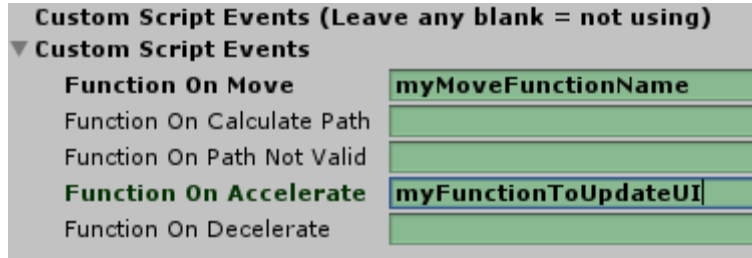 Custom Script Events (Leave any blank = not using)
Custom Script Events
Function On Move myMoveFunctionName
Function On Calculate Path
Function On Path Not Valid
Function On Accelerate myFunctionToUpdateUI
Function On Decelerate